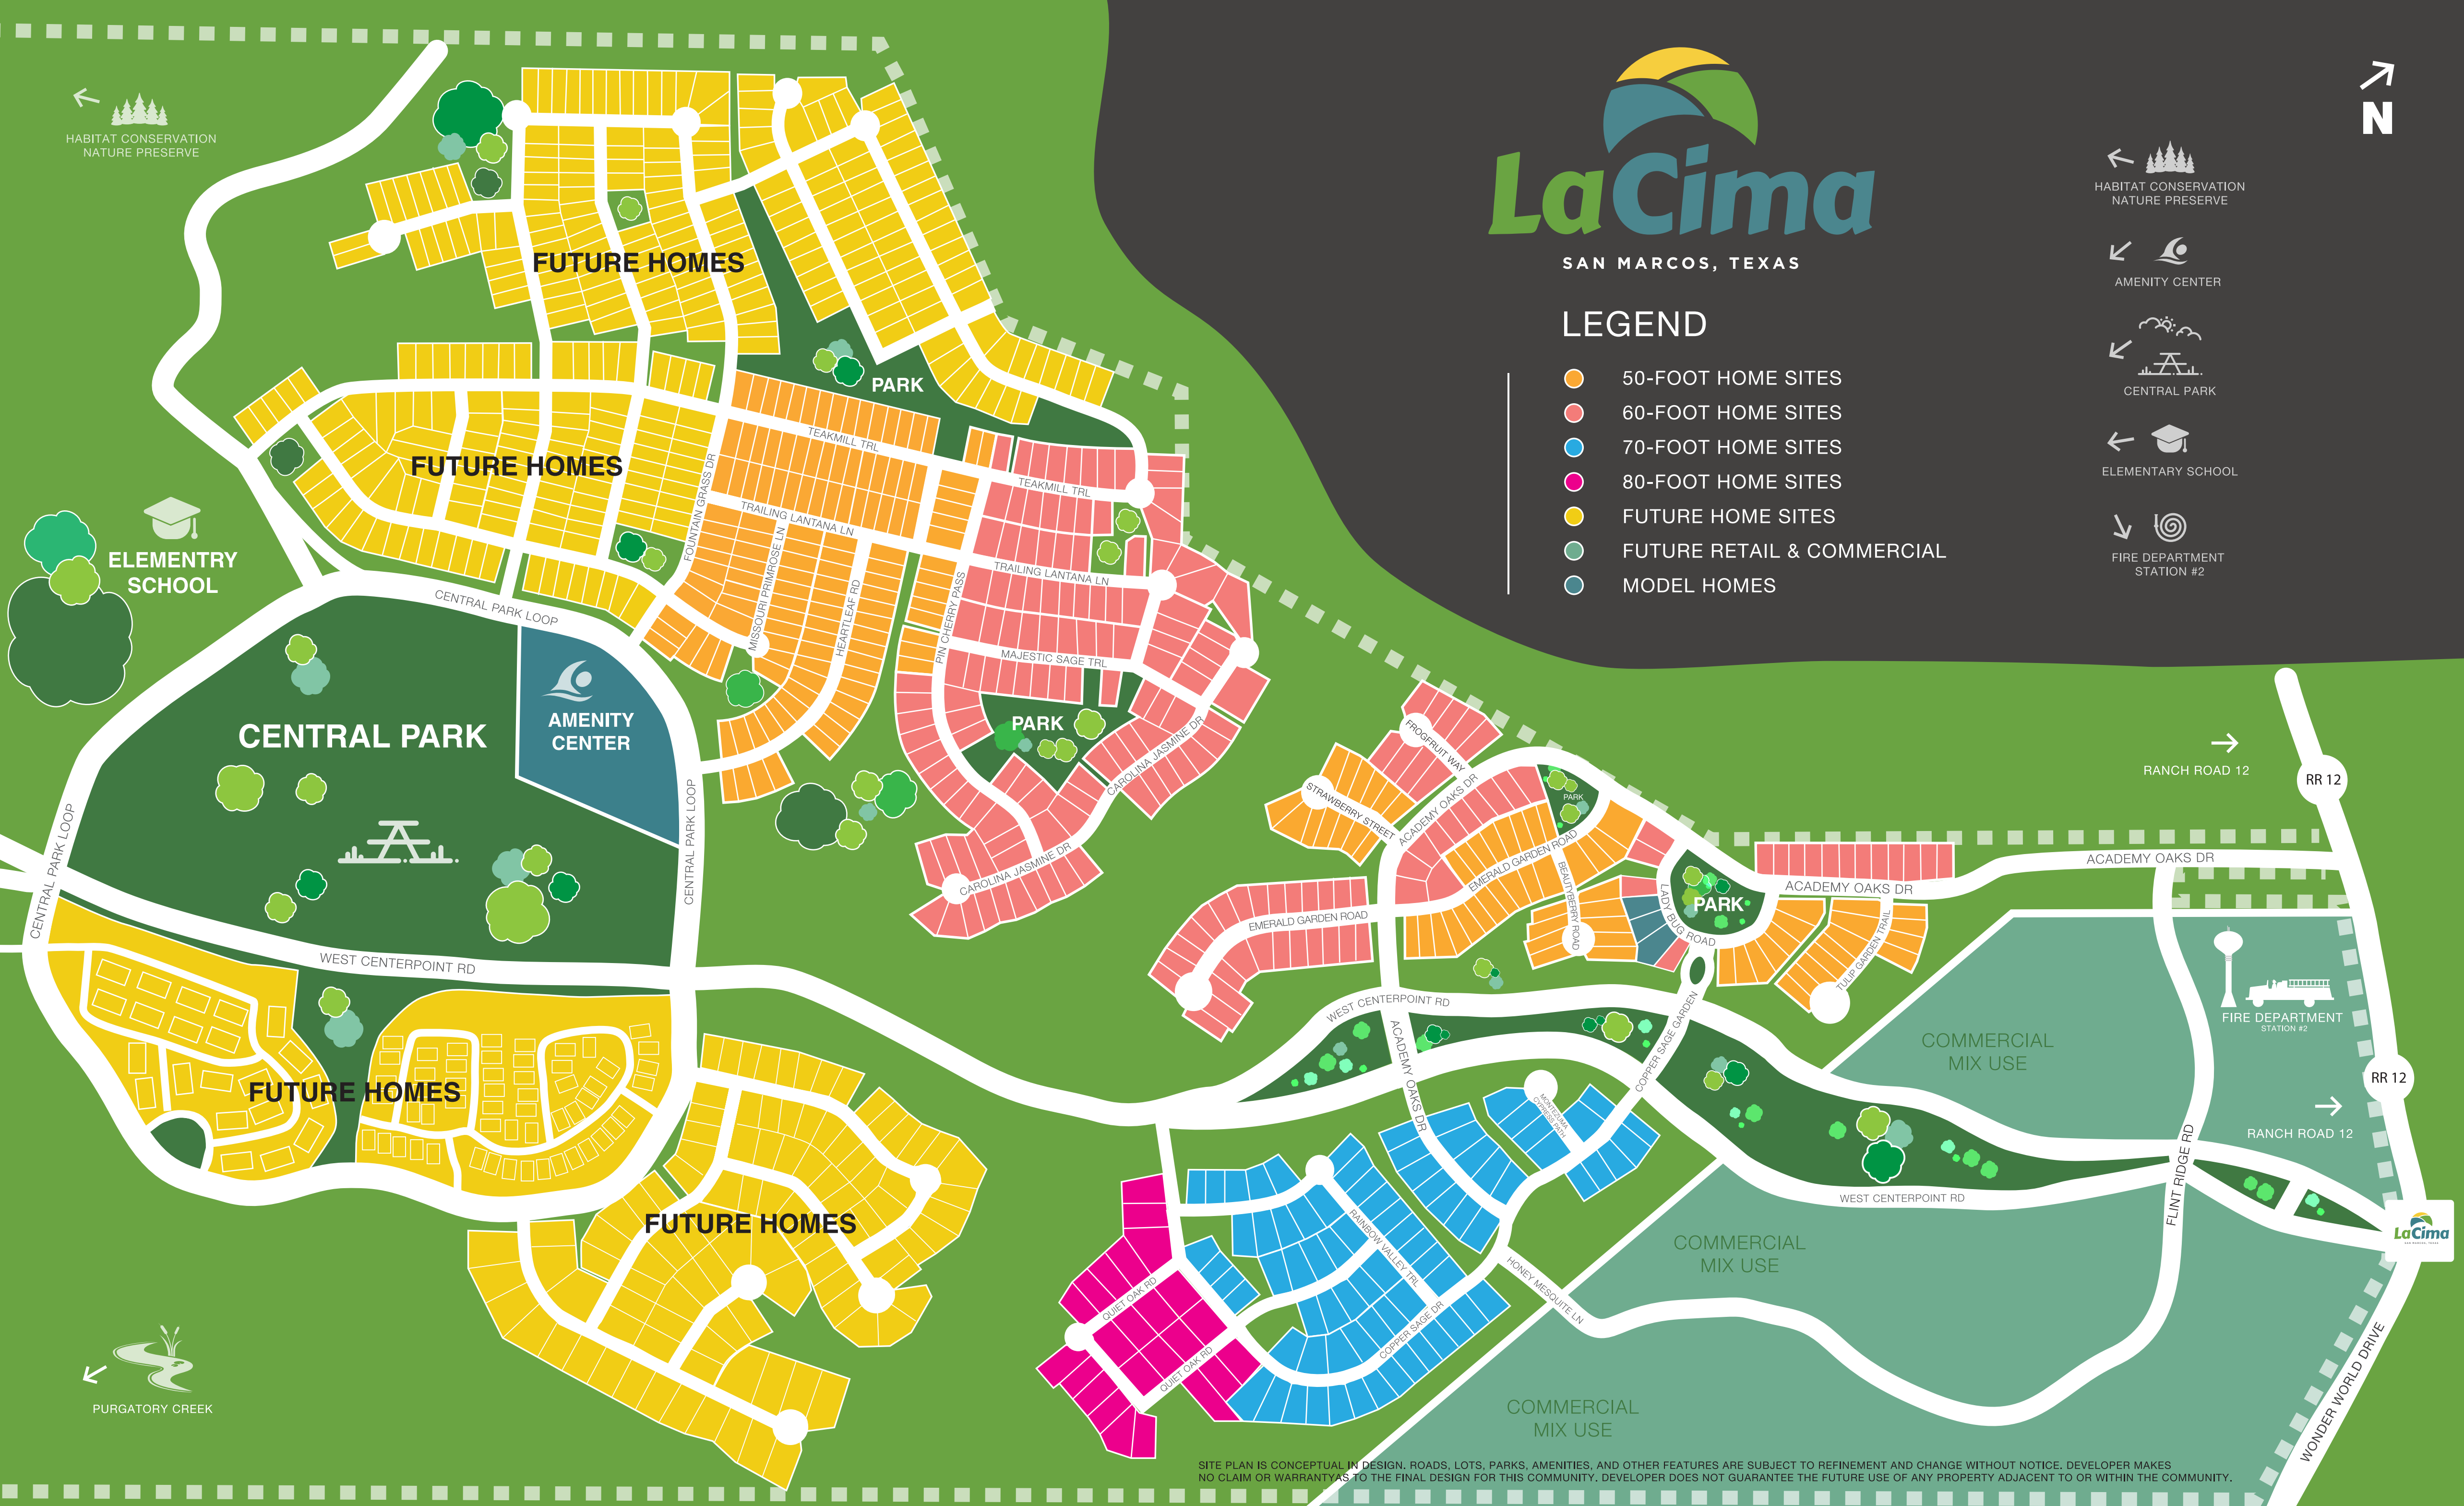 LaCima
SAN MARCOS, TEXAS
LEGEND
50-FOOT HOME SITES
60-FOOT HOME SITES
70-FOOT HOME SITES
80-FOOT HOME SITES
FUTURE HOME SITES
FUTURE RETAIL & COMMERCIAL
MODEL HOMES
N
HABITAT CONSERVATION
NATURE PRESERVE
AMENITY CENTER
CENTRAL PARK
ELEMENTARY SCHOOL
FIRE DEPARTMENT
STATION #2
HABITAT CONSERVATION
NATURE PRESERVE
FUTURE HOMES
PARK
FUTURE HOMES
TEAKMILL TRL
TEAKMILL TRL
FOUNTAIN GRASS DR
TRAILING LANTANA LN
TRAILING LANTANA LN
MISSOURI PRIMROSE LN
HEARTLEAF RD
PIN CHERRY PASS
MAJESTIC SAGE TRL
PARK
CAROLINA JASMINE DR
CAROLINA JASMINE DR
ELEMENTRY
SCHOOL
CENTRAL PARK LOOP
CENTRAL PARK
AMENITY
CENTER
CENTRAL PARK LOOP
CENTRAL PARK LOOP
WEST CENTERPOINT RD
FUTURE HOMES
FUTURE HOMES
PURGATORY CREEK
FROGFRUIT WAY
STRAWBERRY STREET
ACADEMY OAKS DR
PARK
EMERALD GARDEN ROAD
EMERALD GARDEN ROAD
BEAUTYBERRY ROAD
LADY BUG ROAD
PARK
ACADEMY OAKS DR
ACADEMY OAKS DR
TULIP GARDEN TRAIL
RANCH ROAD 12
RR 12
WEST CENTERPOINT RD
ACADEMY OAKS DR
COPPER SAGE GARDEN
MONTEZUMA
CYPRESS PATH
COMMERCIAL
MIX USE
FIRE DEPARTMENT
STATION #2
RR 12
RANCH ROAD 12
FLINT RIDGE RD
WEST CENTERPOINT RD
LaCima
SAN MARCOS, TEXAS
RAINBOW VALLEY TRL
QUIET OAK RD
QUIET OAK RD
COPPER SAGE DR
HONEY MESQUITE LN
COMMERCIAL
MIX USE
COMMERCIAL
MIX USE
WONDER WORLD DRIVE
SITE PLAN IS CONCEPTUAL IN DESIGN. ROADS, LOTS, PARKS, AMENITIES, AND OTHER FEATURES ARE SUBJECT TO REFINEMENT AND CHANGE WITHOUT NOTICE. DEVELOPER MAKES
NO CLAIM OR WARRANTYAS TO THE FINAL DESIGN FOR THIS COMMUNITY. DEVELOPER DOES NOT GUARANTEE THE FUTURE USE OF ANY PROPERTY ADJACENT TO OR WITHIN THE COMMUNITY.